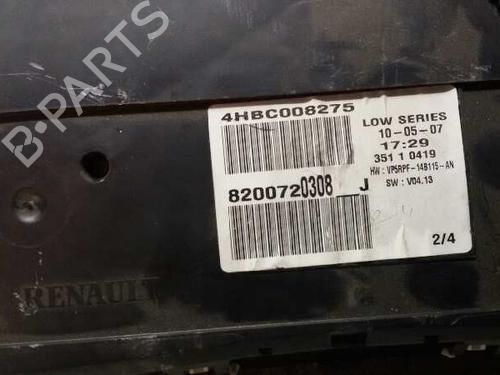 B-PARTS
4HBC008275
LOW SERIES
10-05-07
17:29
351 1 0419
HW : VP5RPF-14B115-AN
SW : V04.13
8200720308__J
2/4
RENAULT